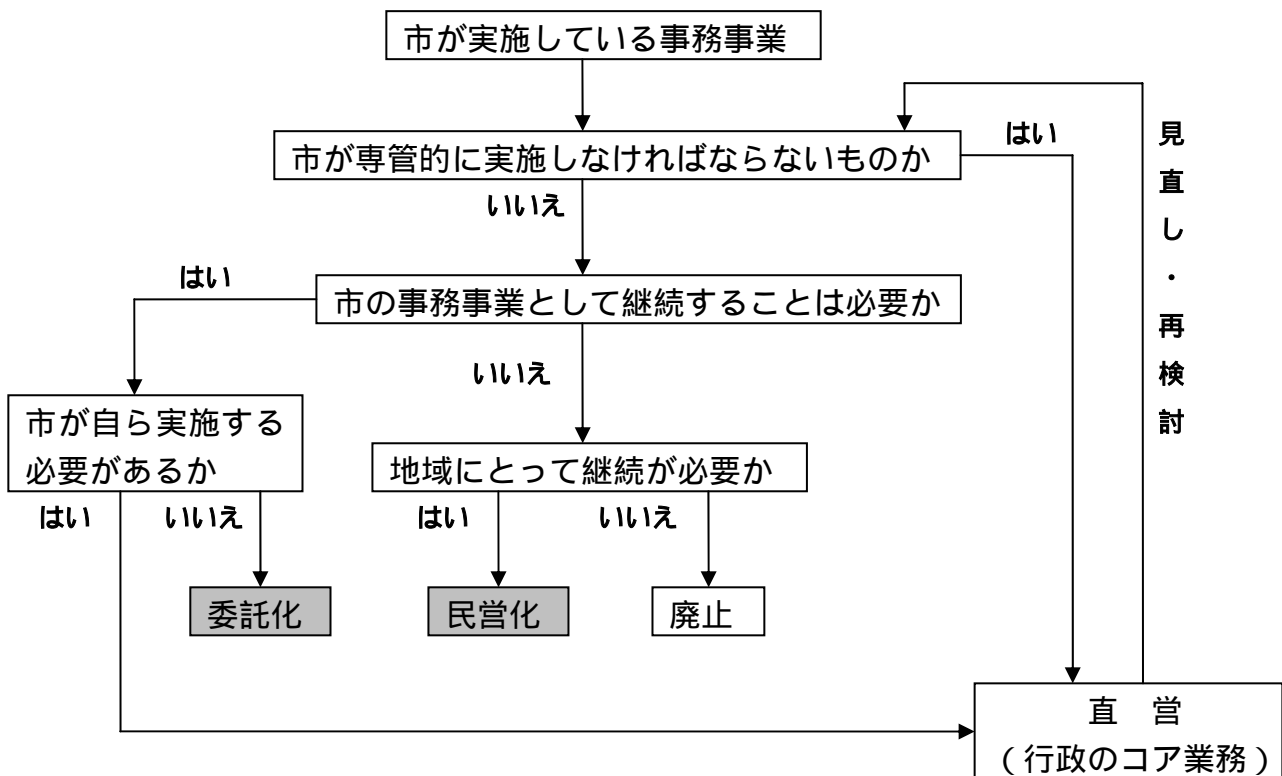 市が実施している事務事業
市が専管的に実施しなければならないものか
はい
いいえ
見直し・再検討
はい
市の事務事業として継続することは必要か
いいえ
市が自ら実施する
必要があるか
地域にとって継続が必要か
はい
いいえ
はい
いいえ
委託化
民営化
廃止
直　営
（行政のコア業務）